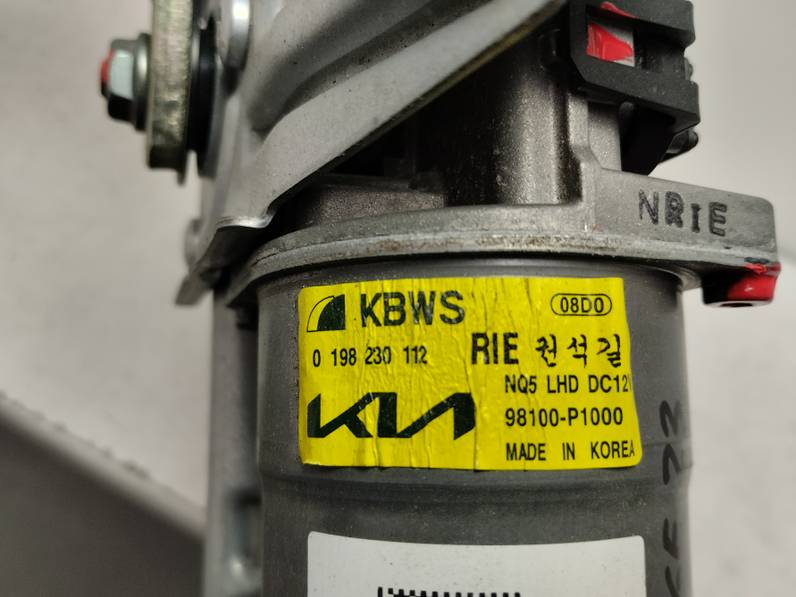 NRIE
KBWS
08D0
0 198 230 112
RIE 권석길
NQ5 LHD DC12V
KIA
98100-P1000
MADE IN KOREA